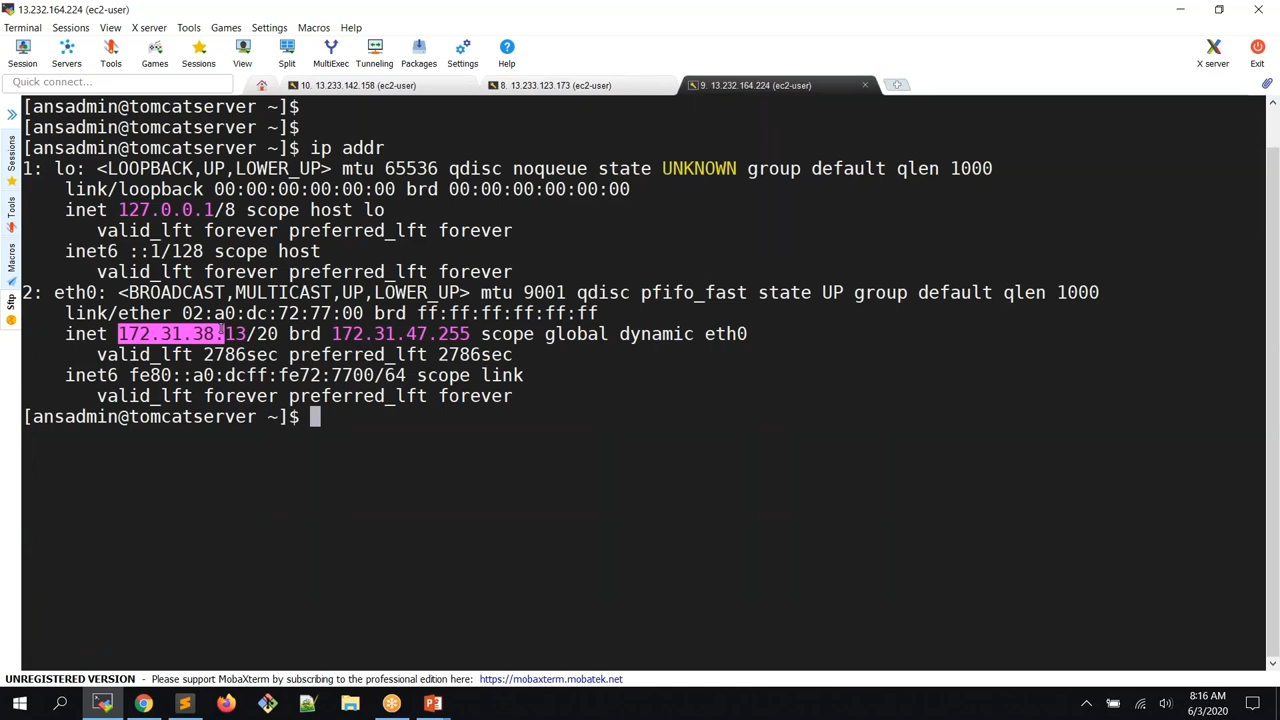 13.232.164.224 (ec2-user)
Terminal Sessions View X server Tools Games Settings Macros Help
Session Servers Tools Games Sessions View Split MultiExec Tunneling Packages Settings Help X server Exit
Quick connect... 10. 13.233.142.158 (ec2-user) 8. 13.233.123.173 (ec2-user) 9. 13.232.164.224 (ec2-user)
Sessions
Tools
Macros
Sftp
[ansadmin@tomcatserver ~]$
[ansadmin@tomcatserver ~]$
[ansadmin@tomcatserver ~]$ ip addr
1: lo: <LOOPBACK,UP,LOWER_UP> mtu 65536 qdisc noqueue state UNKNOWN group default qlen 1000
link/loopback 00:00:00:00:00:00 brd 00:00:00:00:00:00
inet 127.0.0.1/8 scope host lo
valid_lft forever preferred_lft forever
inet6 ::1/128 scope host
valid_lft forever preferred_lft forever
2: eth0: <BROADCAST,MULTICAST,UP,LOWER_UP> mtu 9001 qdisc pfifo_fast state UP group default qlen 1000
link/ether 02:a0:dc:72:77:00 brd ff:ff:ff:ff:ff:ff
inet 172.31.38.13/20 brd 172.31.47.255 scope global dynamic eth0
valid_lft 2786sec preferred_lft 2786sec
inet6 fe80::a0:dcff:fe72:7700/64 scope link
valid_lft forever preferred_lft forever
[ansadmin@tomcatserver ~]$
UNREGISTERED VERSION - Please support MobaXterm by subscribing to the professional edition here: https://mobaxterm.mobatek.net
8:16 AM
6/3/2020